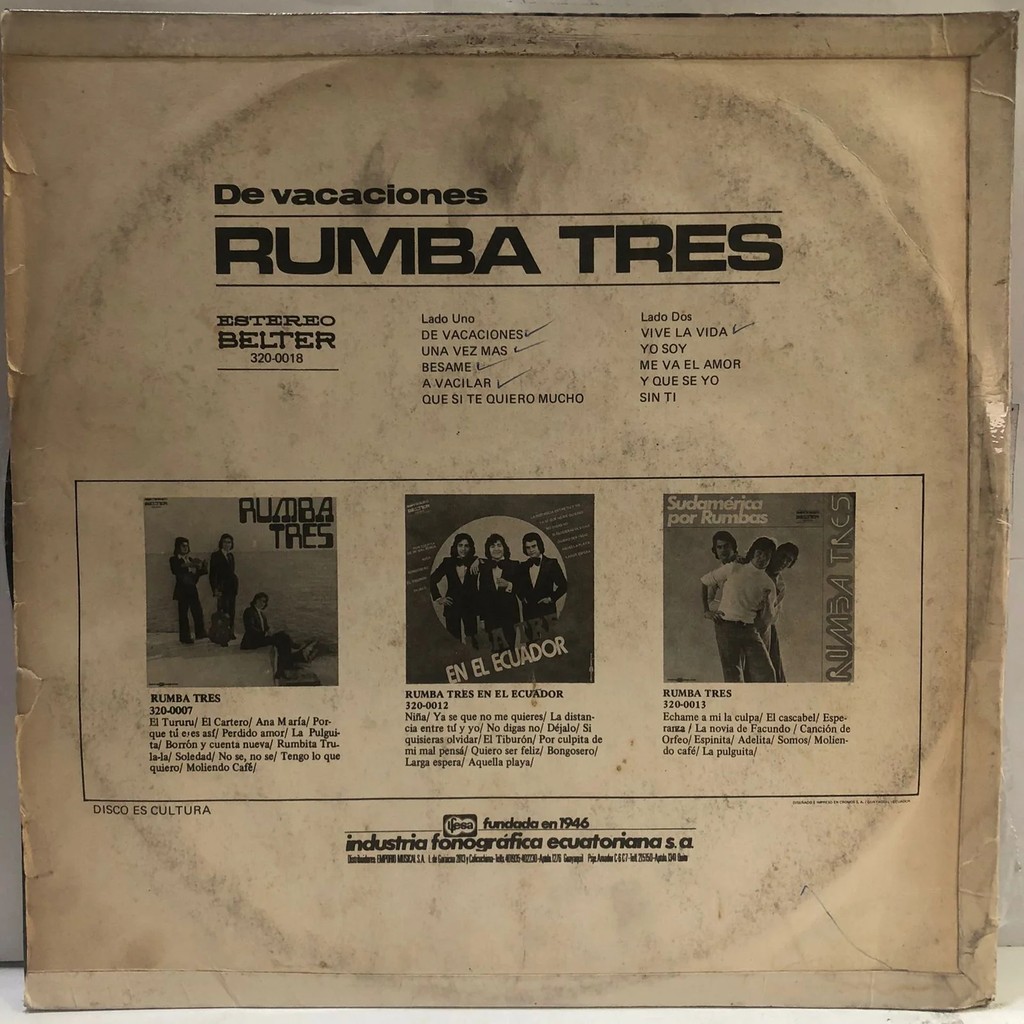 De vacaciones
RUMBA TRES
ESTEREO
BELTER
320-0018
Lado Uno
DE VACACIONES
UNA VEZ MAS
BESAME
A VACILAR
QUE SI TE QUIERO MUCHO
Lado Dos
VIVE LA VIDA
YO SOY
ME VA EL AMOR
Y QUE SE YO
SIN TI
RUMBA
TRES
EN EL ECUADOR
Sudamérica
por Rumbas
RUMBA TRES
RUMBA TRES
320-0007
El Tururu/ El Cartero/ Ana María/ Por-
que tú eres así/ Perdido amor/ La Pulgui-
ta/ Borrón y cuenta nueva/ Rumbita Tru-
la-la/ Soledad/ No se, no se/ Tengo lo que
quiero/ Moliendo Café/
RUMBA TRES EN EL ECUADOR
320-0012
Niña/ Ya se que no me quieres/ La distan-
cia entre tú y yo/ No digas no/ Déjalo/ Si
quisieras olvidar/ El Tiburón/ Por culpita de
mi mal pensá/ Quiero ser feliz/ Bongosero/
Larga espera/ Aquella playa/
RUMBA TRES
320-0013
Echame a mi la culpa/ El cascabel/ Espe-
ranza / La novia de Facundo / Canción de
Orfeo/ Espinita/ Adelita/ Somos/ Molien-
do café/ La pulguita/
DISCO ES CULTURA
ifesa fundada en 1946
industria fonográfica ecuatoriana s.a.
Distribuidores EMPORIO MUSICAL S.A.